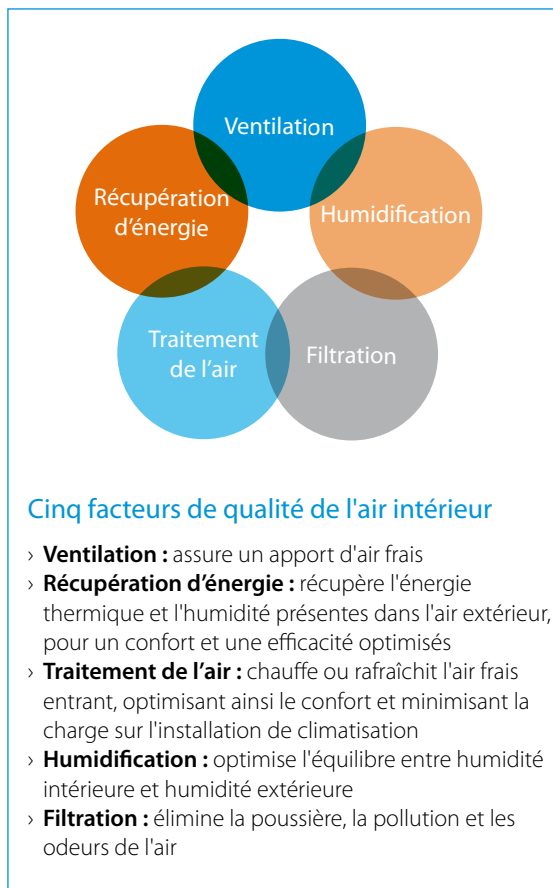 Ventilation
Récupération
d’énergie
Humidification
Traitement
de l’air
Filtration
Cinq facteurs de qualité de l'air intérieur
› Ventilation : assure un apport d'air frais
› Récupération d’énergie : récupère l'énergie
thermique et l'humidité présentes dans l'air extérieur,
pour un confort et une efficacité optimisés
› Traitement de l’air : chauffe ou rafraîchit l'air frais
entrant, optimisant ainsi le confort et minimisant la
charge sur l'installation de climatisation
› Humidification : optimise l'équilibre entre humidité
intérieure et humidité extérieure
› Filtration : élimine la poussière, la pollution et les
odeurs de l'air